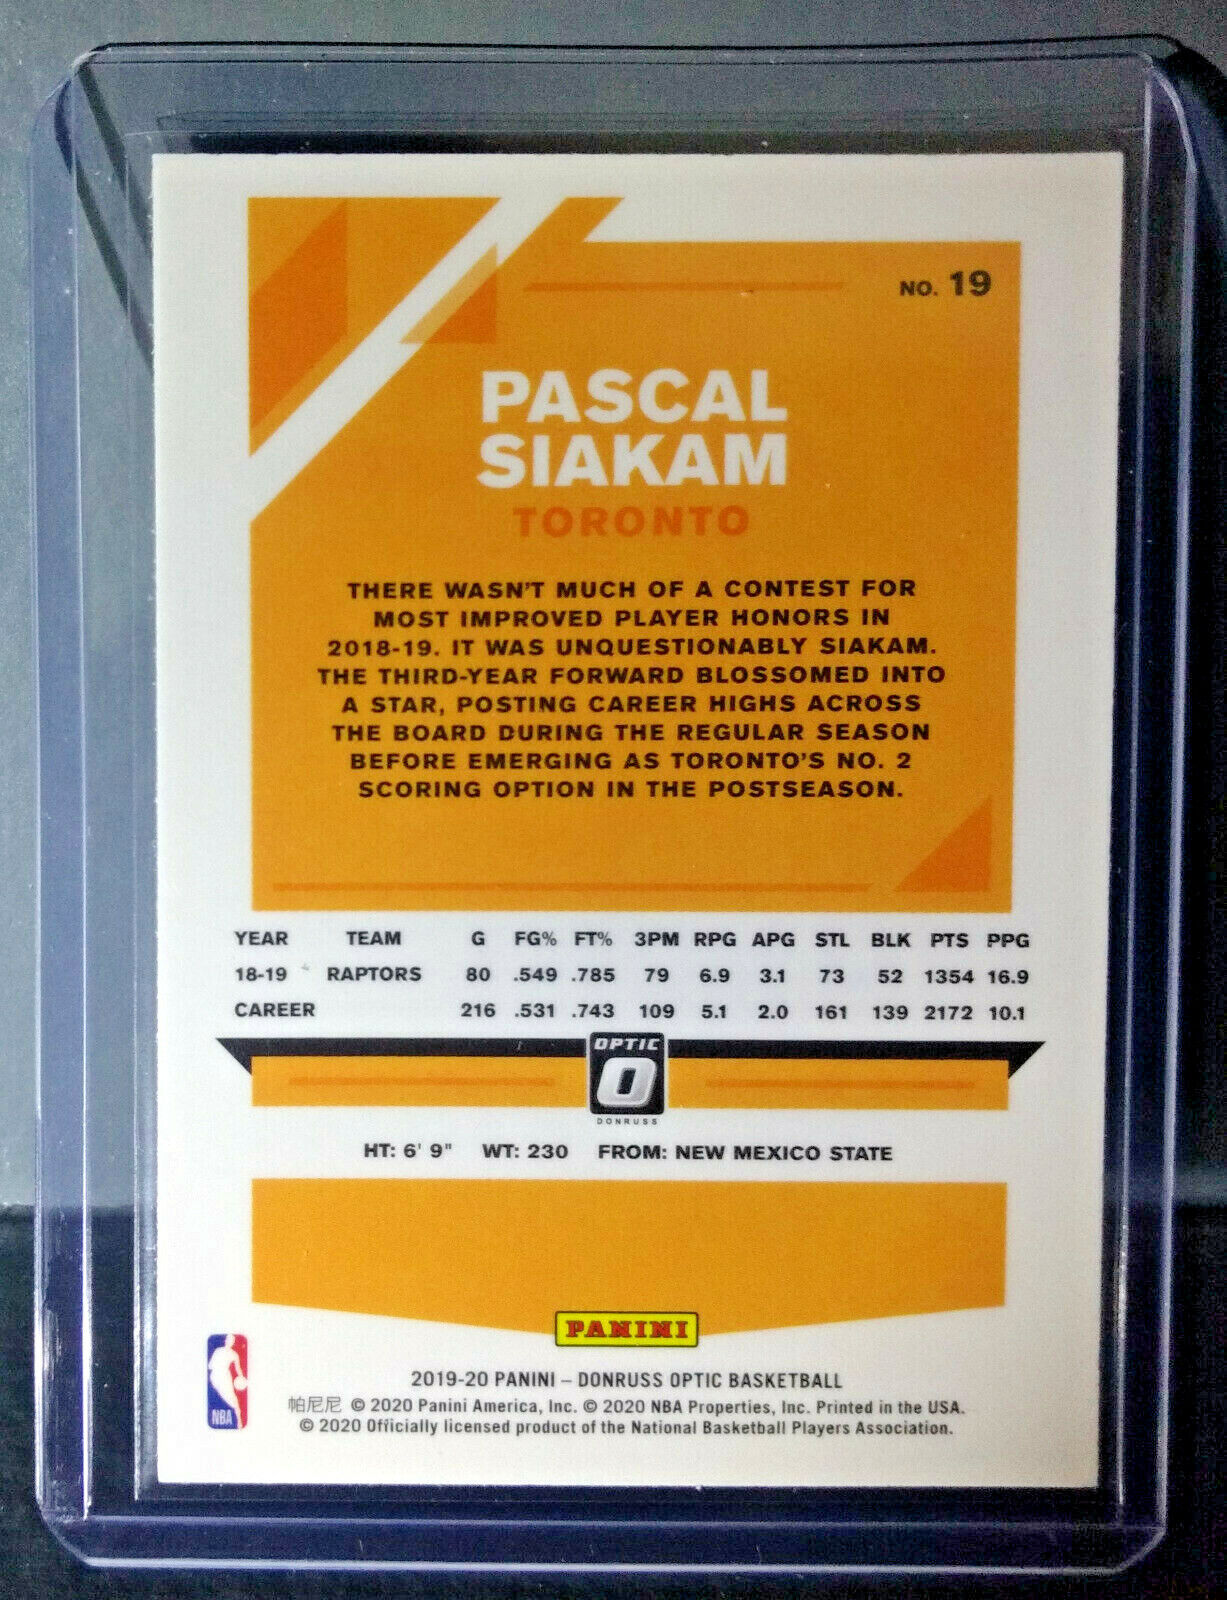 NO. 19
PASCAL
SIAKAM
TORONTO
THERE WASN'T MUCH OF A CONTEST FOR
MOST IMPROVED PLAYER HONORS IN
2018-19. IT WAS UNQUESTIONABLY SIAKAM.
THE THIRD-YEAR FORWARD BLOSSOMED INTO
A STAR, POSTING CAREER HIGHS ACROSS
THE BOARD DURING THE REGULAR SEASON
BEFORE EMERGING AS TORONTO'S NO. 2
SCORING OPTION IN THE POSTSEASON.
YEAR TEAM G FG% FT% 3PM RPG APG STL BLK PTS PPG
18-19 RAPTORS 80 .549 .785 79 6.9 3.1 73 52 1354 16.9
CAREER 216 .531 .743 109 5.1 2.0 161 139 2172 10.1
OPTIC
O
DONRUSS
HT: 6' 9" WT: 230 FROM: NEW MEXICO STATE
PANINI
NBA
2019-20 PANINI – DONRUSS OPTIC BASKETBALL
帕尼尼 © 2020 Panini America, Inc. © 2020 NBA Properties, Inc. Printed in the USA.
© 2020 Officially licensed product of the National Basketball Players Association.